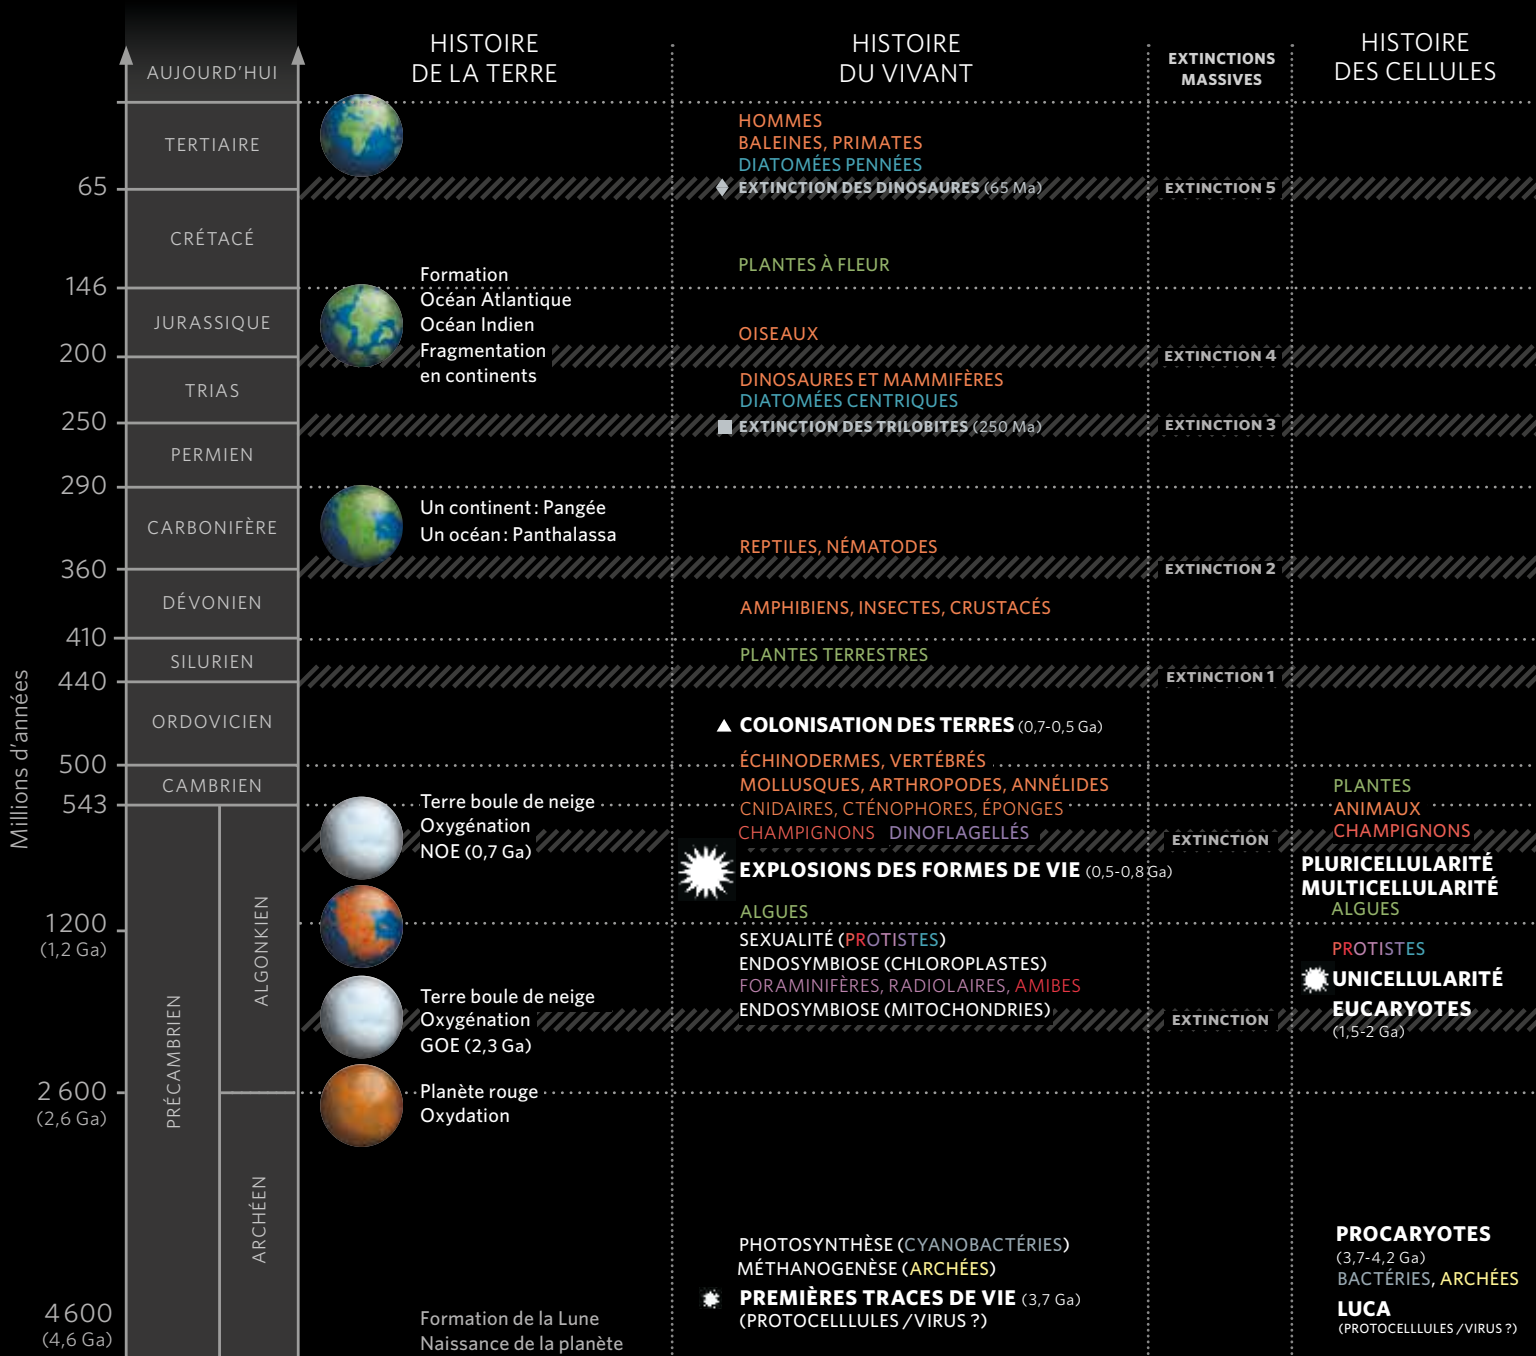 HISTOIRE
DE LA TERRE
HISTOIRE
DU VIVANT
EXTINCTIONS
MASSIVES
HISTOIRE
DES CELLULES
AUJOURD'HUI
TERTIAIRE
HOMMES
BALEINES, PRIMATES
DIATOMÉES PENNÉES
65
EXTINCTION DES DINOSAURES (65 Ma)
EXTINCTION 5
CRÉTACÉ
PLANTES À FLEUR
146
Formation
Océan Atlantique
Océan Indien
Fragmentation
en continents
JURASSIQUE
OISEAUX
200
EXTINCTION 4
TRIAS
DINOSAURES ET MAMMIFÈRES
DIATOMÉES CENTRIQUES
250
EXTINCTION DES TRILOBITES (250 Ma)
EXTINCTION 3
PERMIEN
290
Un continent : Pangée
Un océan : Panthalassa
CARBONIFÈRE
REPTILES, NÉMATODES
360
EXTINCTION 2
DÉVONIEN
AMPHIBIENS, INSECTES, CRUSTACÉS
410
SILURIEN
PLANTES TERRESTRES
440
EXTINCTION 1
ORDOVICIEN
COLONISATION DES TERRES (0,7-0,5 Ga)
500
ÉCHINODERMES, VERTÉBRÉS
MOLLUSQUES, ARTHROPODES, ANNÉLIDES
CNIDAIRES, CTÉNOPHORES, ÉPONGES
CHAMPIGNONS DINOFLAGELLÉS
CAMBRIEN
PLANTES
ANIMAUX
CHAMPIGNONS
543
Terre boule de neige
Oxygénation
NOE (0,7 Ga)
EXTINCTION
EXPLOSIONS DES FORMES DE VIE (0,5-0,8 Ga)
PLURICELLULARITÉ
MULTICELLULARITÉ
ALGUES
Millions d'années
ALGUES
1200
(1,2 Ga)
SEXUALITÉ (PROTISTES)
ENDOSYMBIOSE (CHLOROPLASTES)
FORAMINIFÈRES, RADIOLAIRES, AMIBES
ENDOSYMBIOSE (MITOCHONDRIES)
PROTISTES
UNICELLULARITÉ
EUCARYOTES
(1,5-2 Ga)
ALGONKIEN
PRÉCAMBRIEN
Terre boule de neige
Oxygénation
GOE (2,3 Ga)
EXTINCTION
2 600
(2,6 Ga)
Planète rouge
Oxydation
ARCHÉEN
PHOTOSYNTHÈSE (CYANOBACTÉRIES)
MÉTHANOGENÈSE (ARCHÉES)
PREMIÈRES TRACES DE VIE (3,7 Ga)
(PROTOCELLLULES / VIRUS ?)
PROCARYOTES
(3,7-4,2 Ga)
BACTÉRIES, ARCHÉES
LUCA
(PROTOCELLLULES / VIRUS ?)
4 600
(4,6 Ga)
Formation de la Lune
Naissance de la planète